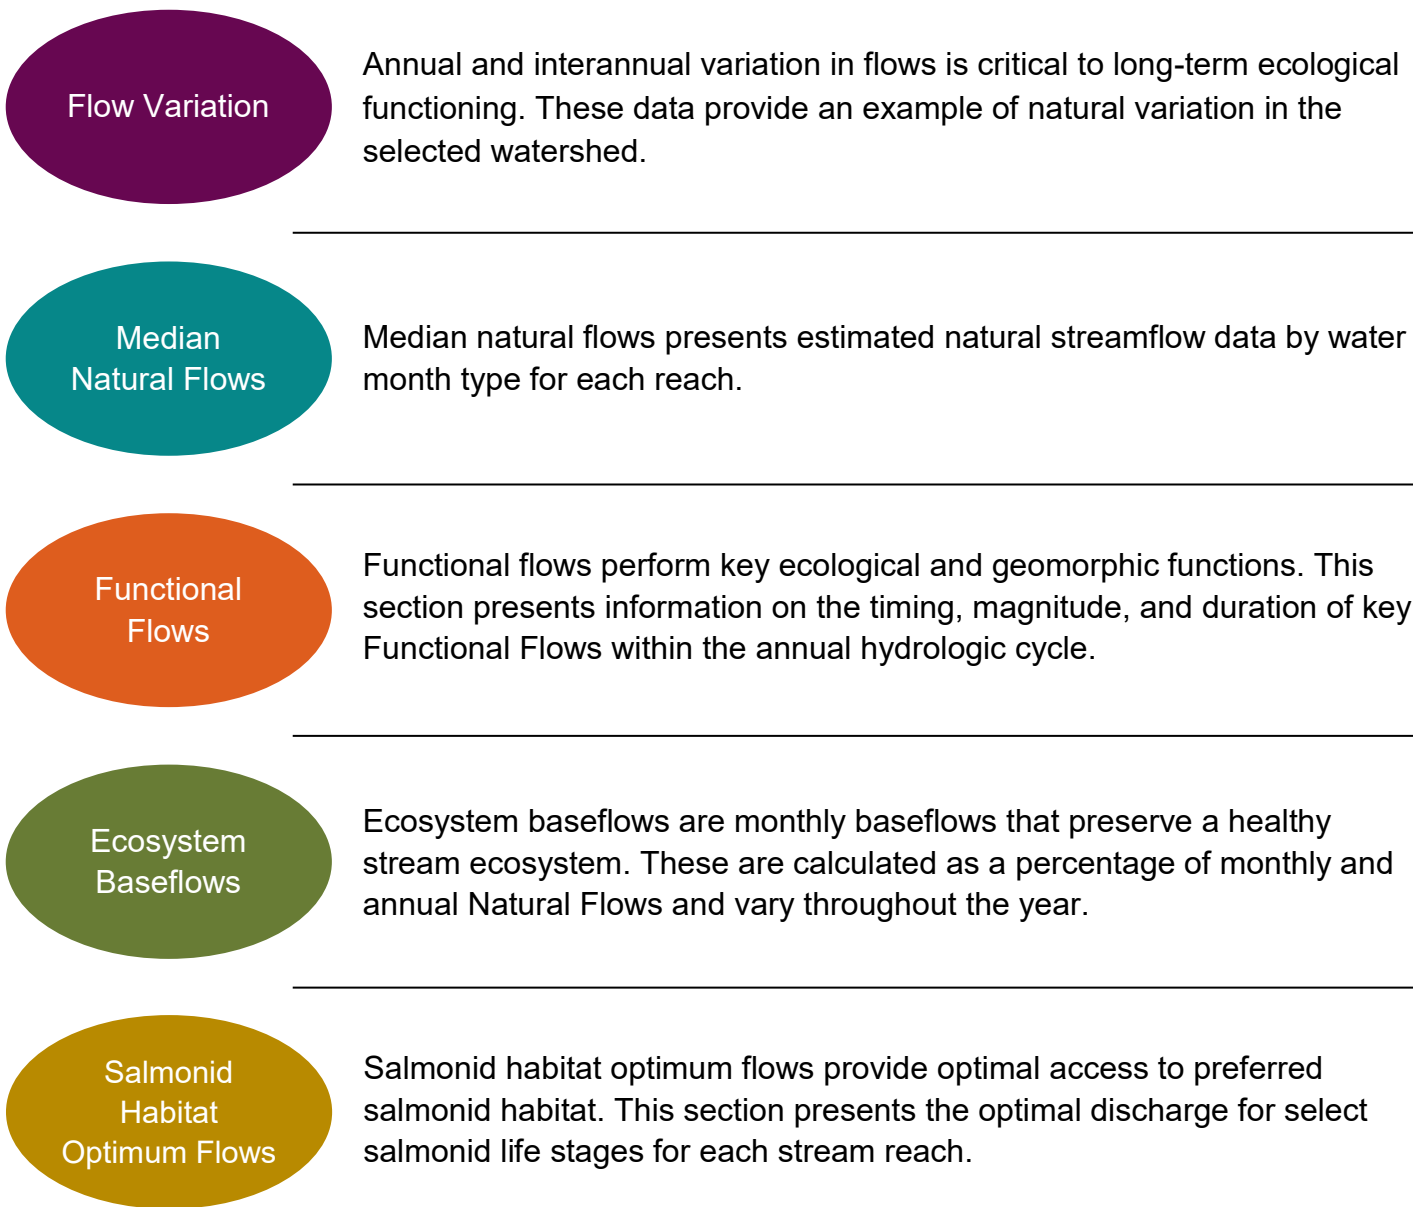 Flow Variation
Annual and interannual variation in flows is critical to long-term ecological
functioning. These data provide an example of natural variation in the
selected watershed.
Median
Natural Flows
Median natural flows presents estimated natural streamflow data by water
month type for each reach.
Functional
Flows
Functional flows perform key ecological and geomorphic functions. This
section presents information on the timing, magnitude, and duration of key
Functional Flows within the annual hydrologic cycle.
Ecosystem
Baseflows
Ecosystem baseflows are monthly baseflows that preserve a healthy
stream ecosystem. These are calculated as a percentage of monthly and
annual Natural Flows and vary throughout the year.
Salmonid
Habitat
Optimum Flows
Salmonid habitat optimum flows provide optimal access to preferred
salmonid habitat. This section presents the optimal discharge for select
salmonid life stages for each stream reach.